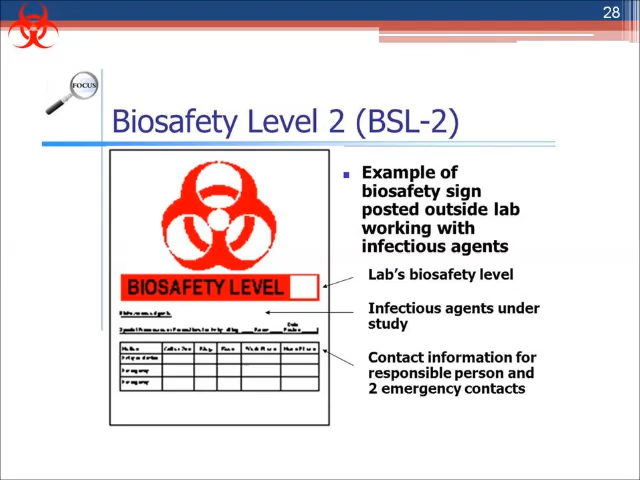 28
FOCUS
Biosafety Level 2 (BSL-2)
Example of
biosafety sign
posted outside lab
working with
infectious agents
BIOSAFETY LEVEL
Lab's biosafety level
Infectious agents under
study
Contact information for
responsible person and
2 emergency contacts